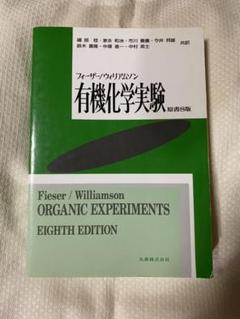 フィーザー/ウィリアムソン
有機化学実験 原書8版
Fieser / Williamson
ORGANIC EXPERIMENTS
EIGHTH EDITION
丸善株式会社